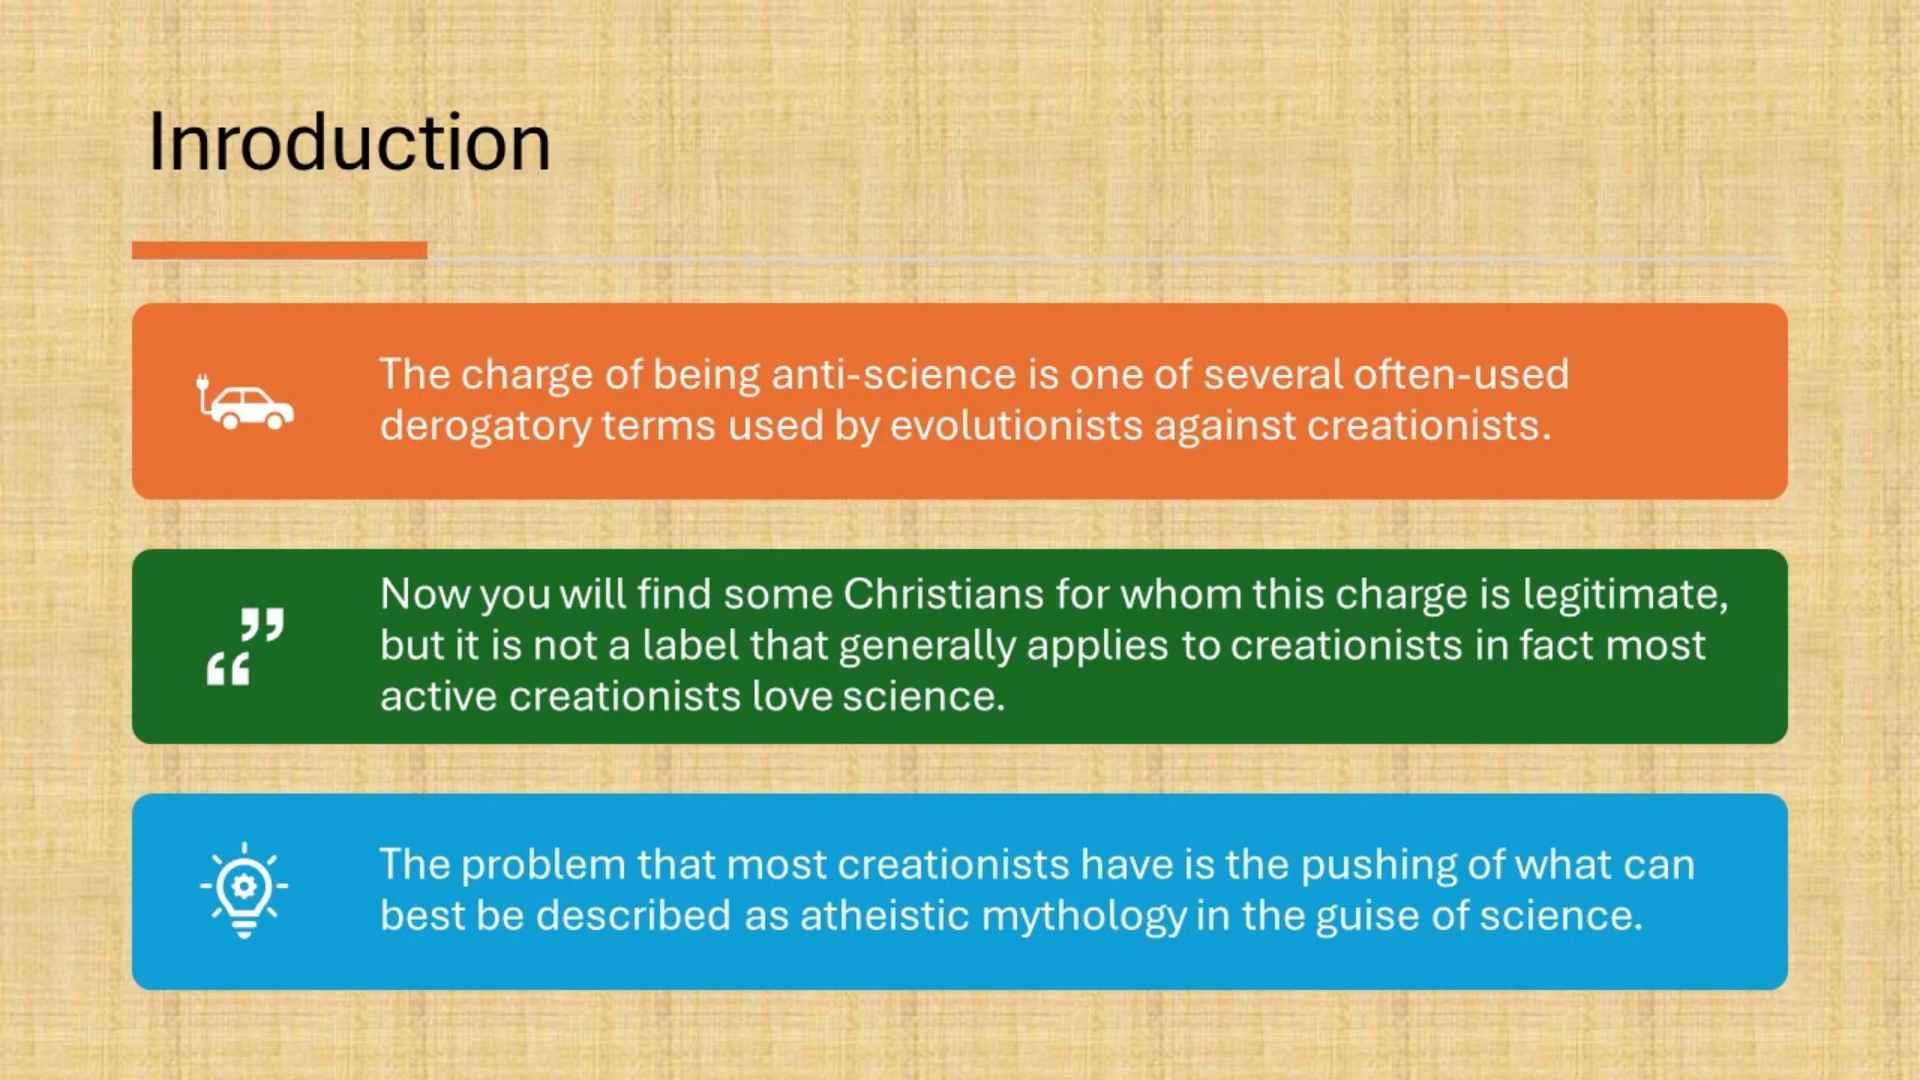 Inroduction
The charge of being anti-science is one of several often-used
derogatory terms used by evolutionists against creationists.
Now you will find some Christians for whom this charge is legitimate,
but it is not a label that generally applies to creationists in fact most
active creationists love science.
The problem that most creationists have is the pushing of what can
best be described as atheistic mythology in the guise of science.